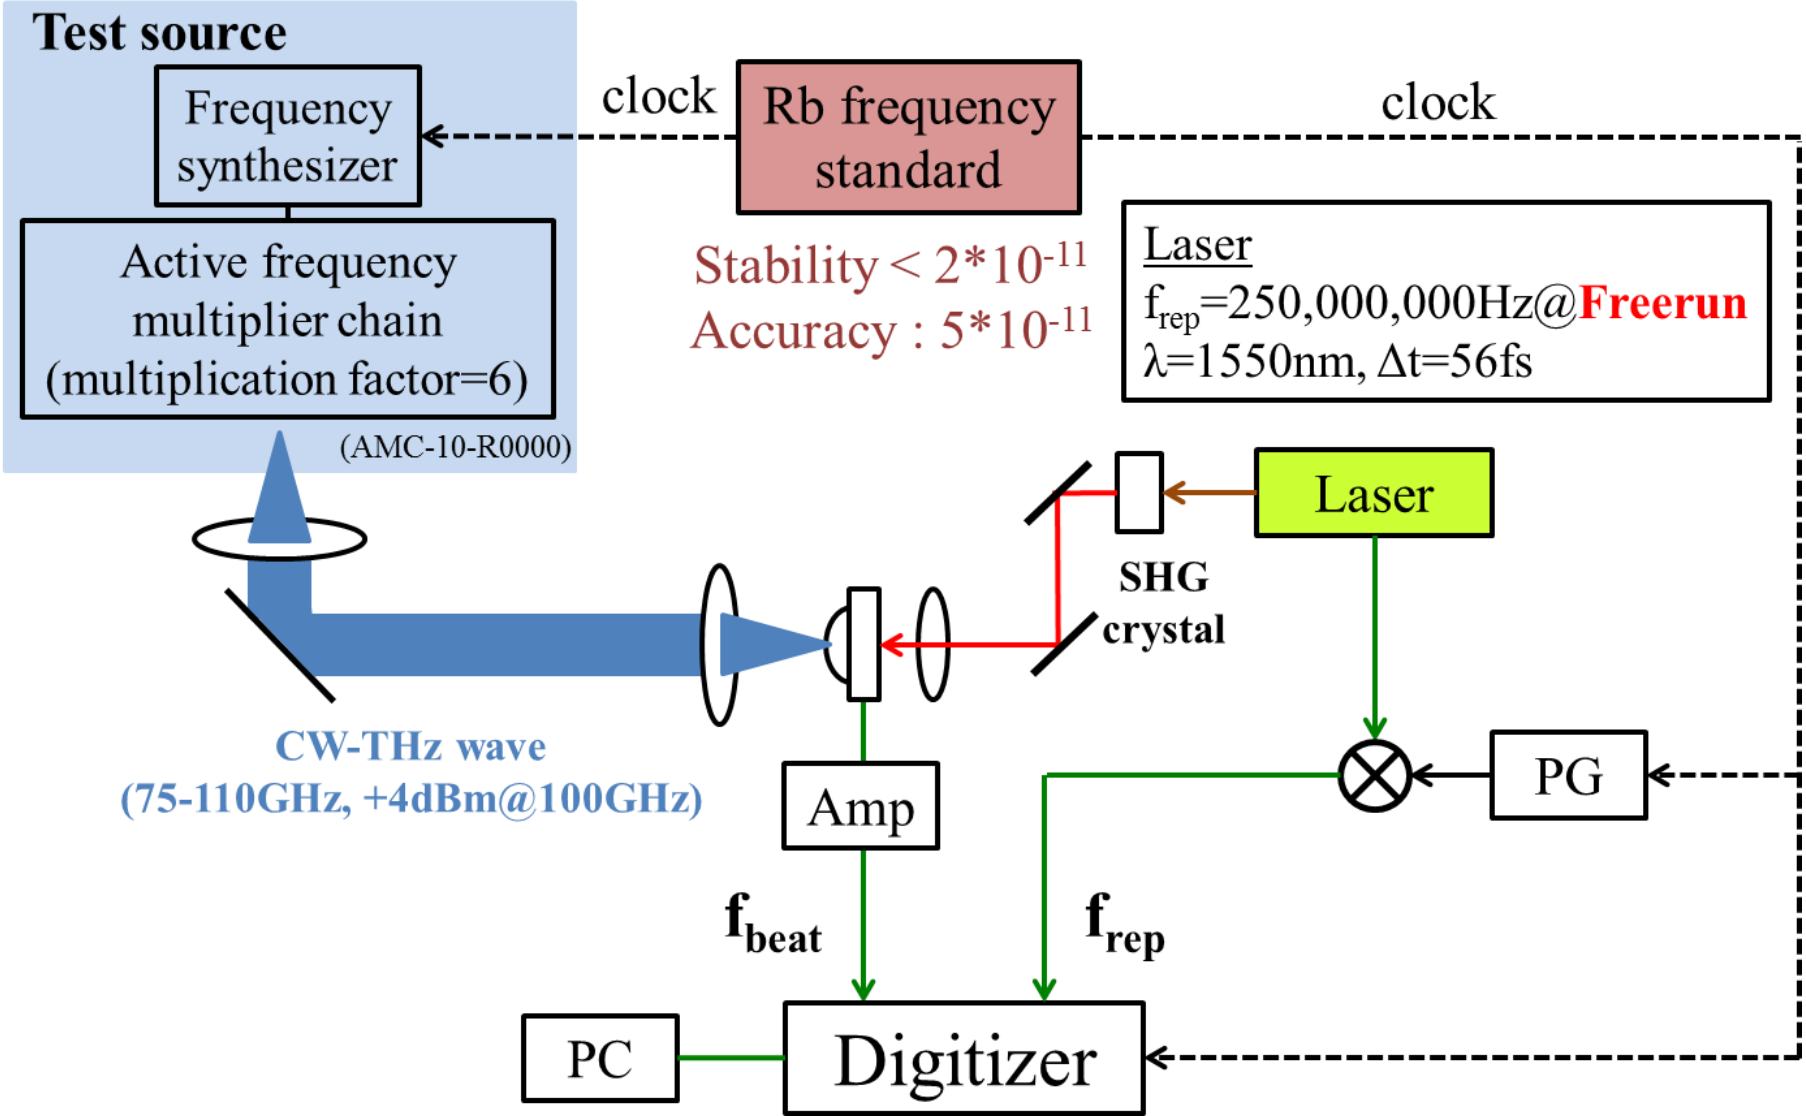 Test source
Frequency
synthesizer
clock
Rb frequency
standard
clock
Active frequency
multiplier chain
(multiplication factor=6)
(AMC-10-R0000)
Stability < 2*10⁻¹¹
Accuracy : 5*10⁻¹¹
Laser
fᵣₑₚ=250,000,000Hz@Freerun
λ=1550nm, Δt=56fs
Laser
SHG
crystal
CW-THz wave
(75-110GHz, +4dBm@100GHz)
Amp
PG
f_beat
f_rep
PC
Digitizer